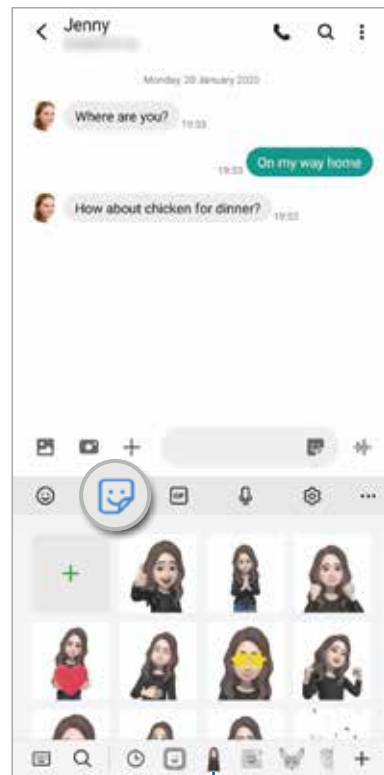 Jenny
Monday, 20 January 2020
Where are you? 19:53
19:53 On my way home
How about chicken for dinner? 19:53
GIF